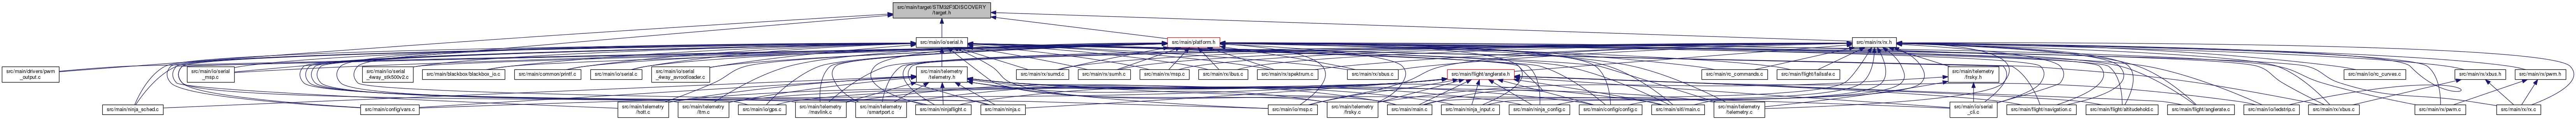 src/main/target/STM32F3DISCOVERY
/target.h
src/main/io/serial.h
src/main/platform.h
src/main/rx/rx.h
src/main/drivers/pwm
_output.c
src/main/io/serial
_msp.c
src/main/io/serial
_4way_stk500v2.c
src/main/blackbox/blackbox_io.c
src/main/common/printf.c
src/main/io/serial.c
src/main/io/serial
_4way_avrootloader.c
src/main/telemetry
/telemetry.h
src/main/rx/sumd.c
src/main/rx/sumh.c
src/main/rx/msp.c
src/main/rx/ibus.c
src/main/rx/spektrum.c
src/main/rx/sbus.c
src/main/flight/anglerate.h
src/main/rc_commands.c
src/main/flight/failsafe.c
src/main/telemetry
/frsky.h
src/main/io/rc_curves.c
src/main/rx/xbus.h
src/main/rx/pwm.h
src/main/ninja_sched.c
src/main/config/vars.c
src/main/telemetry
/hott.c
src/main/telemetry
/ltm.c
src/main/io/gps.c
src/main/telemetry
/mavlink.c
src/main/telemetry
/smartport.c
src/main/ninjaflight.c
src/main/ninja.c
src/main/io/msp.c
src/main/telemetry
/frsky.c
src/main/main.c
src/main/ninja_input.c
src/main/ninja_config.c
src/main/config/config.c
src/main/sitl/main.c
src/main/telemetry
/telemetry.c
src/main/io/serial
_cli.c
src/main/flight/navigation.c
src/main/flight/altitudehold.c
src/main/flight/anglerate.c
src/main/io/ledstrip.c
src/main/rx/xbus.c
src/main/rx/pwm.c
src/main/rx/rx.c